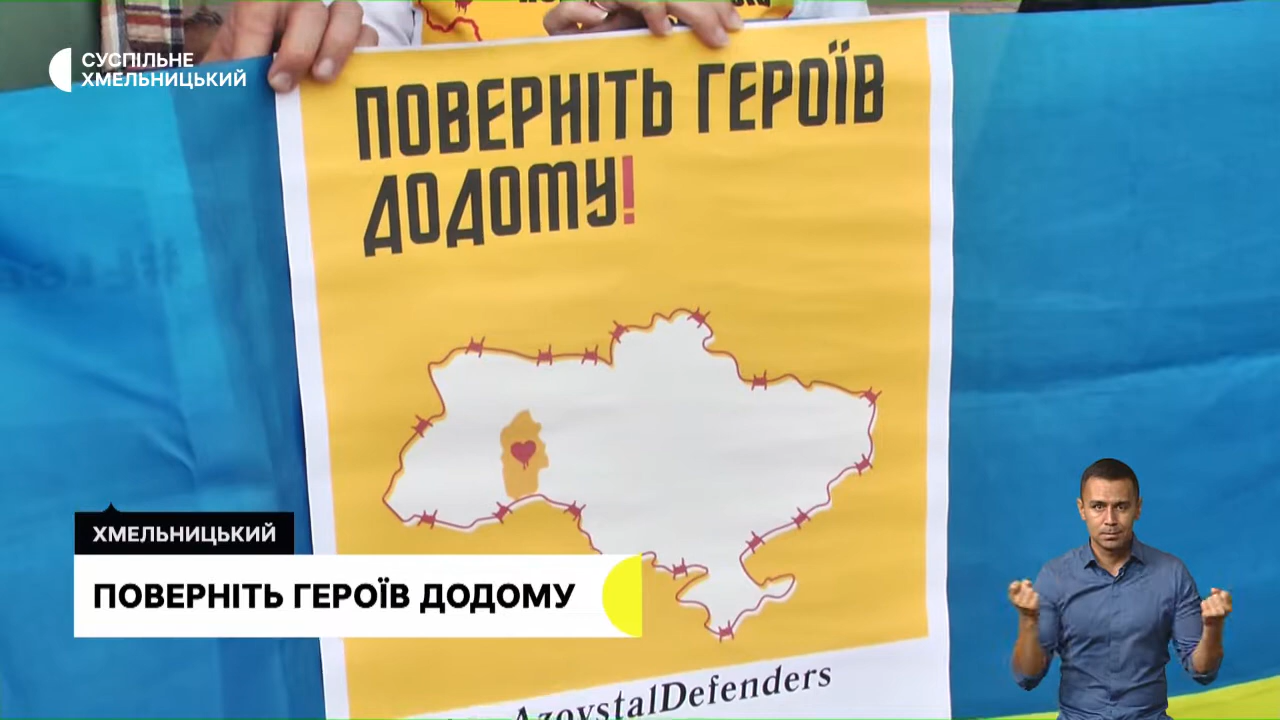 СУСПІЛЬНЕ
ХМЕЛЬНИЦЬКИЙ
ПОВЕРНІТЬ ГЕРОЇВ
ДОДОМУ!
ХМЕЛЬНИЦЬКИЙ
ПОВЕРНІТЬ ГЕРОЇВ ДОДОМУ
AzovstalDefenders